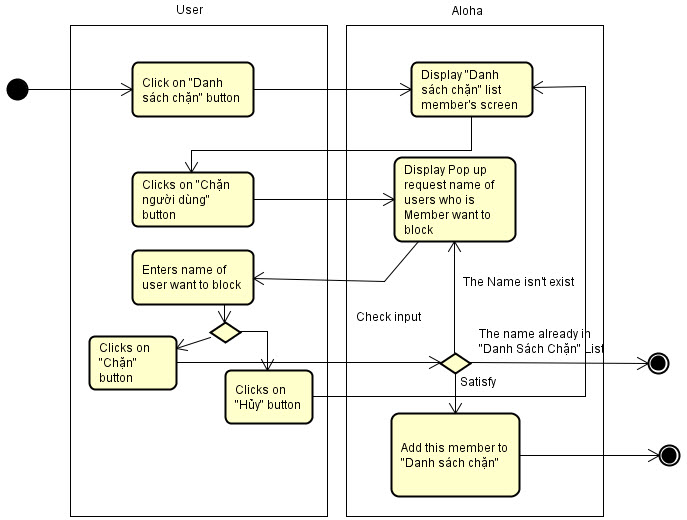 User
Aloha
Click on "Danh
sách chặn" button
Display "Danh
sách chặn" list
member's screen
Clicks on "Chặn
người dùng"
button
Display Pop up
request name of
users who is
Member want to
block
Enters name of
user want to block
The Name isn't exist
Check input
The name already in
"Danh Sách Chặn" List
Clicks on
"Chặn"
button
Satisfy
Clicks on
"Hủy" button
Add this member to
"Danh sách chặn"